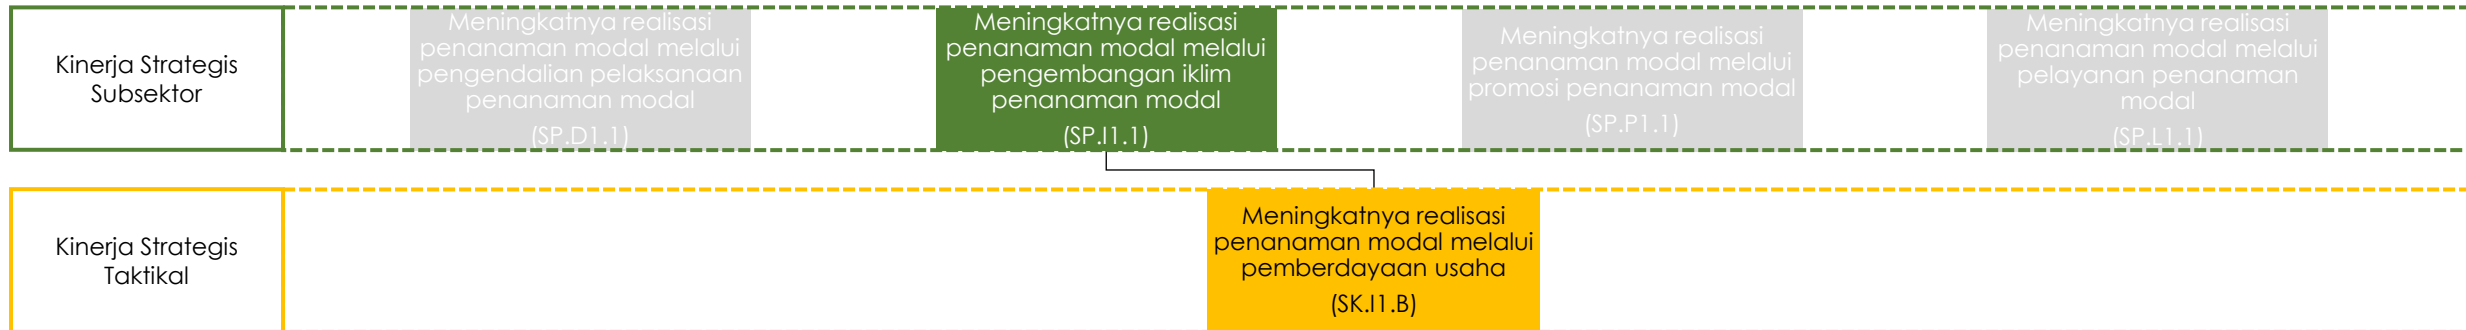 Kinerja Strategis
Subsektor
Meningkatnya realisasi
penanaman modal melalui
pengendalian pelaksanaan
penanaman modal
(SP.D1.1)
Meningkatnya realisasi
penanaman modal melalui
pengembangan iklim
penanaman modal
(SP.I1.1)
Meningkatnya realisasi
penanaman modal melalui
promosi penanaman modal
(SP.P1.1)
Meningkatnya realisasi
penanaman modal melalui
pelayanan penanaman
modal
(SP.L1.1)
Kinerja Strategis
Taktikal
Meningkatnya realisasi
penanaman modal melalui
pemberdayaan usaha
(SK.I1.B)